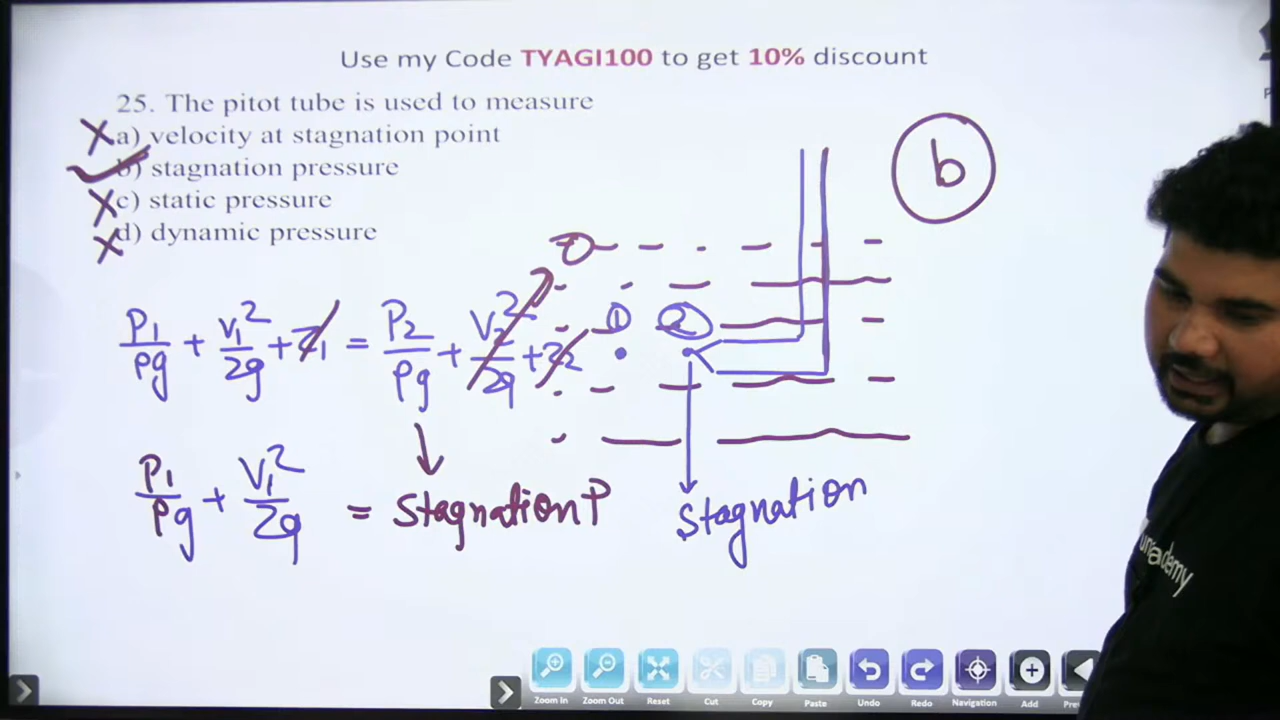 Use my Code TYAGI100 to get 10% discount
25. The pitot tube is used to measure
a) velocity at stagnation point
b) stagnation pressure
c) static pressure
d) dynamic pressure
b
P1/ρg + V1²/2g + Z1 = P2/ρg + V2²/2g + Z2
0
1 2
P1/ρg + V1²/2g = Stagnation P
Stagnation
unacademy
Zoom In Zoom Out Reset Cut Copy Paste Undo Redo Navigation Add